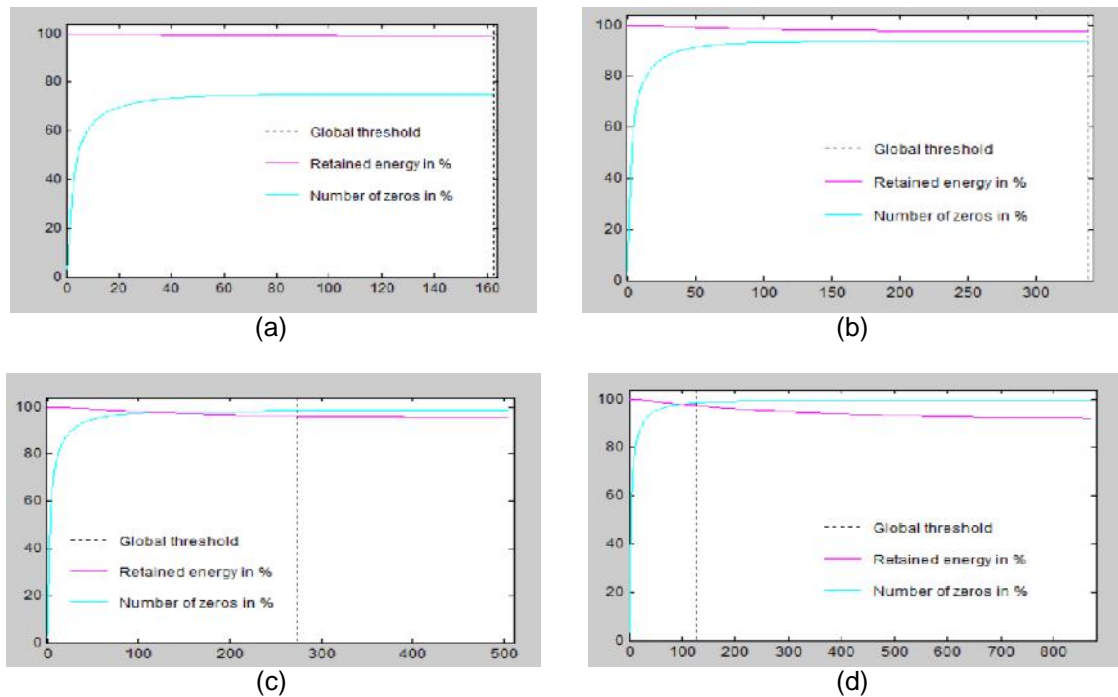 100
80
60
40
20
0
Global threshold
Retained energy in %
Number of zeros in %
0 20 40 60 80 100 120 140 160
(a)
100
80
60
40
20
0
Global threshold
Retained energy in %
Number of zeros in %
0 50 100 150 200 250 300
(b)
100
80
60
40
20
0
Global threshold
Retained energy in %
Number of zeros in %
0 100 200 300 400 500
(c)
100
80
60
40
20
0
Global threshold
Retained energy in %
Number of zeros in %
0 100 200 300 400 500 600 700 800
(d)